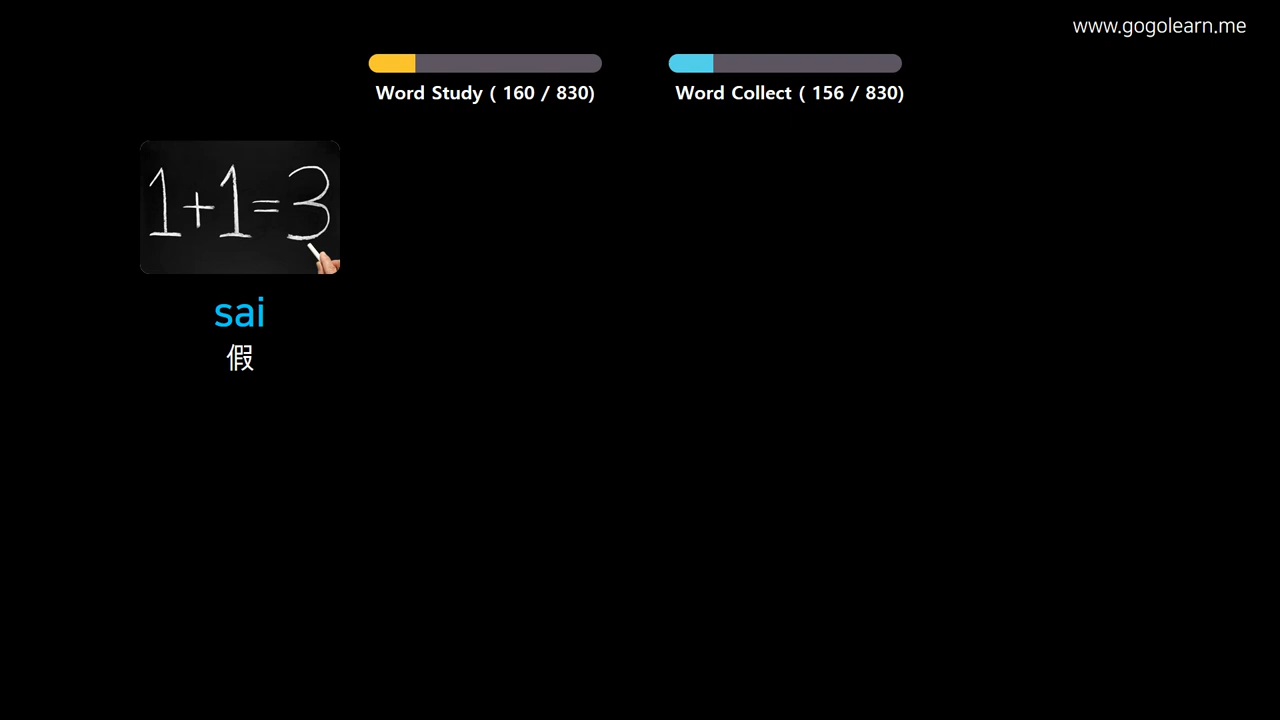 www.gogolearn.me
Word Study ( 160 / 830)
Word Collect ( 156 / 830)
1+1=3
sai
假